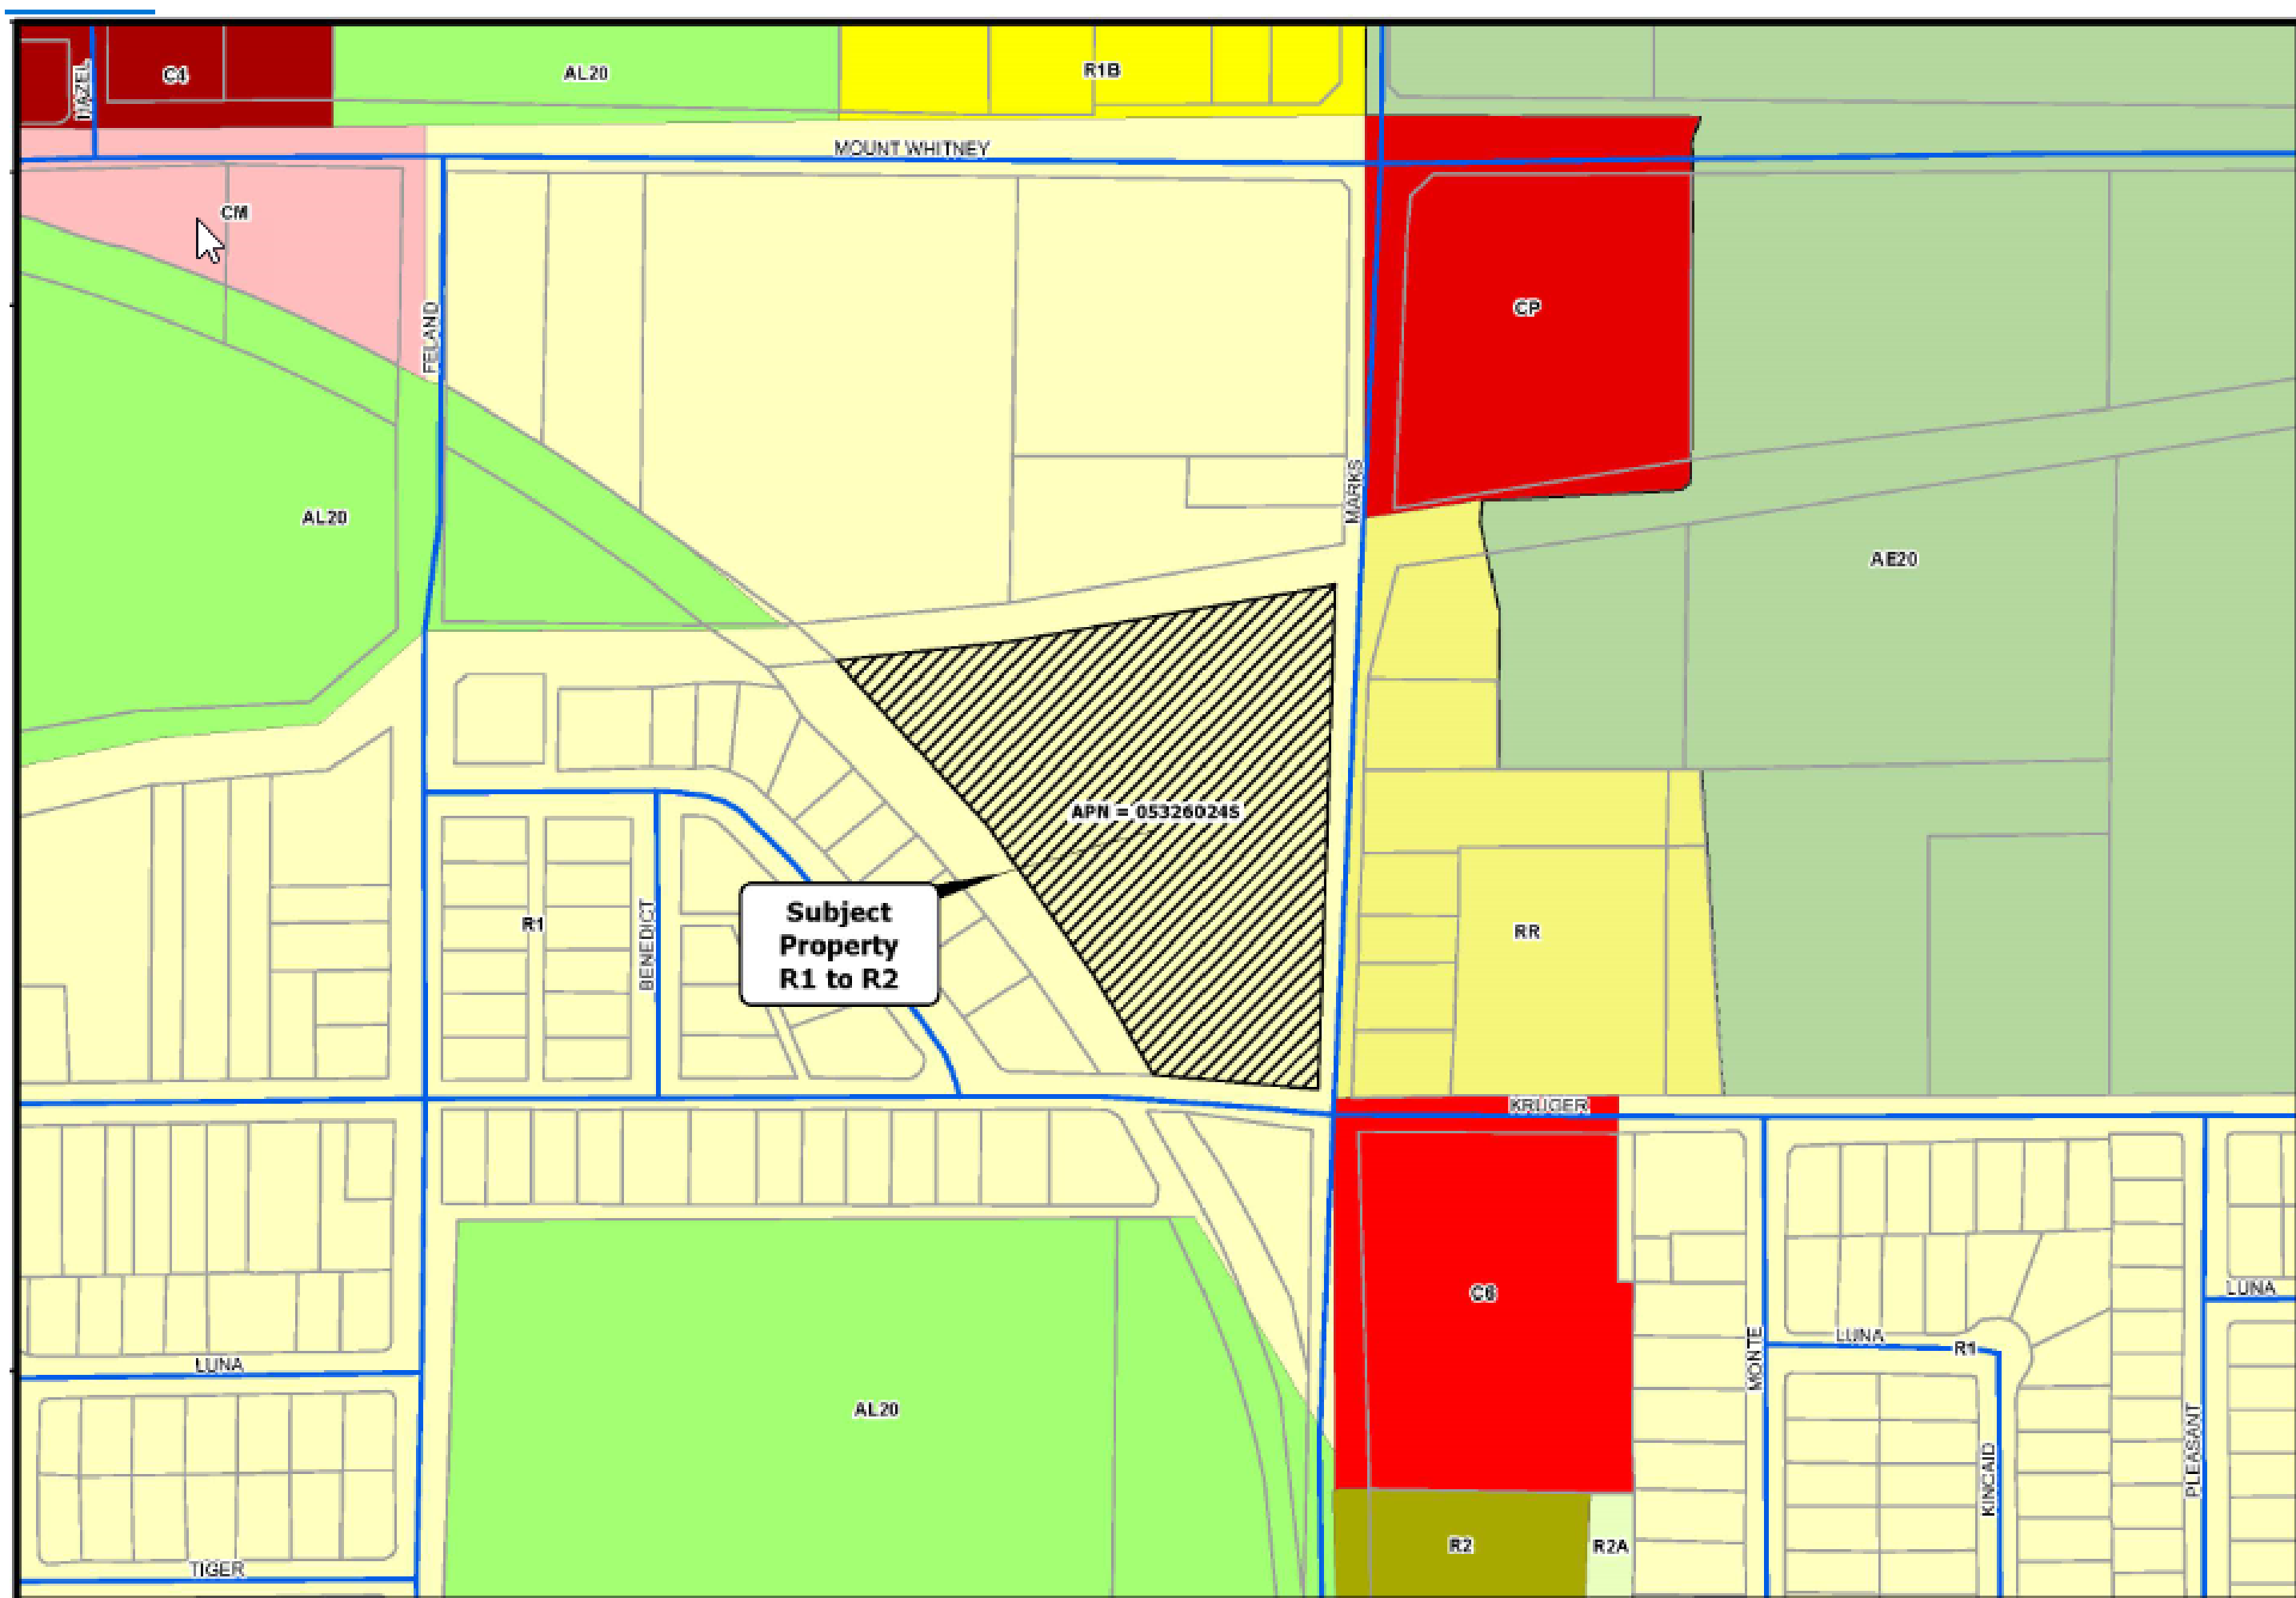 HAZEL
C4
AL20
R1B
MOUNT WHITNEY
CM
FELAND
CP
MARKS
AL20
AE20
APN = 05326024S
Subject
Property
R1 to R2
R1
BENEDICT
RR
KRUGER
C6
LUNA
LUNA
R1
MONTE
LUNA
AL20
PLEASANT
KINCAID
R2
R2A
TIGER